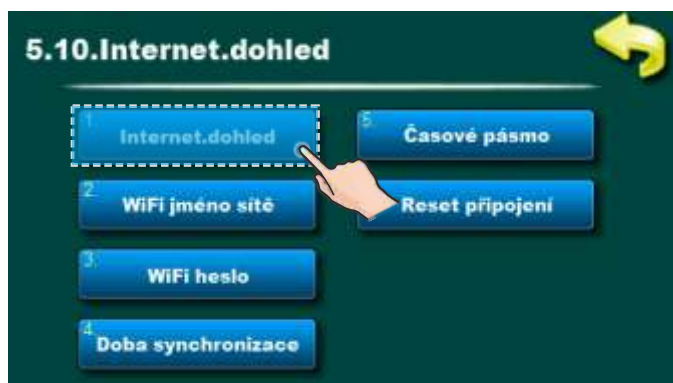 5.10.Internet.dohled
1. Internet.dohled
2. WiFi jméno sítě
3. WiFi heslo
4. Doba synchronizace
5. Časové pásmo
Reset připojení